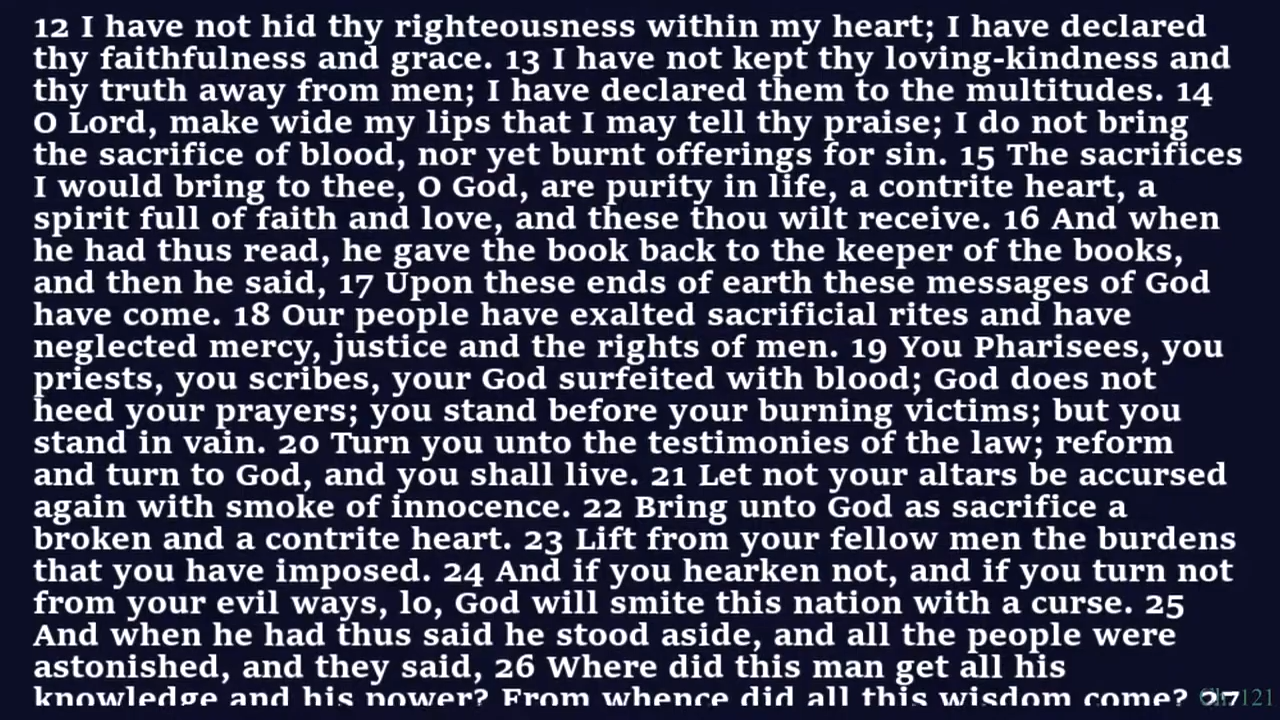 12 I have not hid thy righteousness within my heart; I have declared
thy faithfulness and grace. 13 I have not kept thy loving-kindness and
thy truth away from men; I have declared them to the multitudes. 14
O Lord, make wide my lips that I may tell thy praise; I do not bring
the sacrifice of blood, nor yet burnt offerings for sin. 15 The sacrifices
I would bring to thee, O God, are purity in life, a contrite heart, a
spirit full of faith and love, and these thou wilt receive. 16 And when
he had thus read, he gave the book back to the keeper of the books,
and then he said, 17 Upon these ends of earth these messages of God
have come. 18 Our people have exalted sacrificial rites and have
neglected mercy, justice and the rights of men. 19 You Pharisees, you
priests, you scribes, your God surfeited with blood; God does not
heed your prayers; you stand before your burning victims; but you
stand in vain. 20 Turn you unto the testimonies of the law; reform
and turn to God, and you shall live. 21 Let not your altars be accursed
again with smoke of innocence. 22 Bring unto God as sacrifice a
broken and a contrite heart. 23 Lift from your fellow men the burdens
that you have imposed. 24 And if you hearken not, and if you turn not
from your evil ways, lo, God will smite this nation with a curse. 25
And when he had thus said he stood aside, and all the people were
astonished, and they said, 26 Where did this man get all his
knowledge and his power? From whence did all this wisdom come? 27
Ch. 121